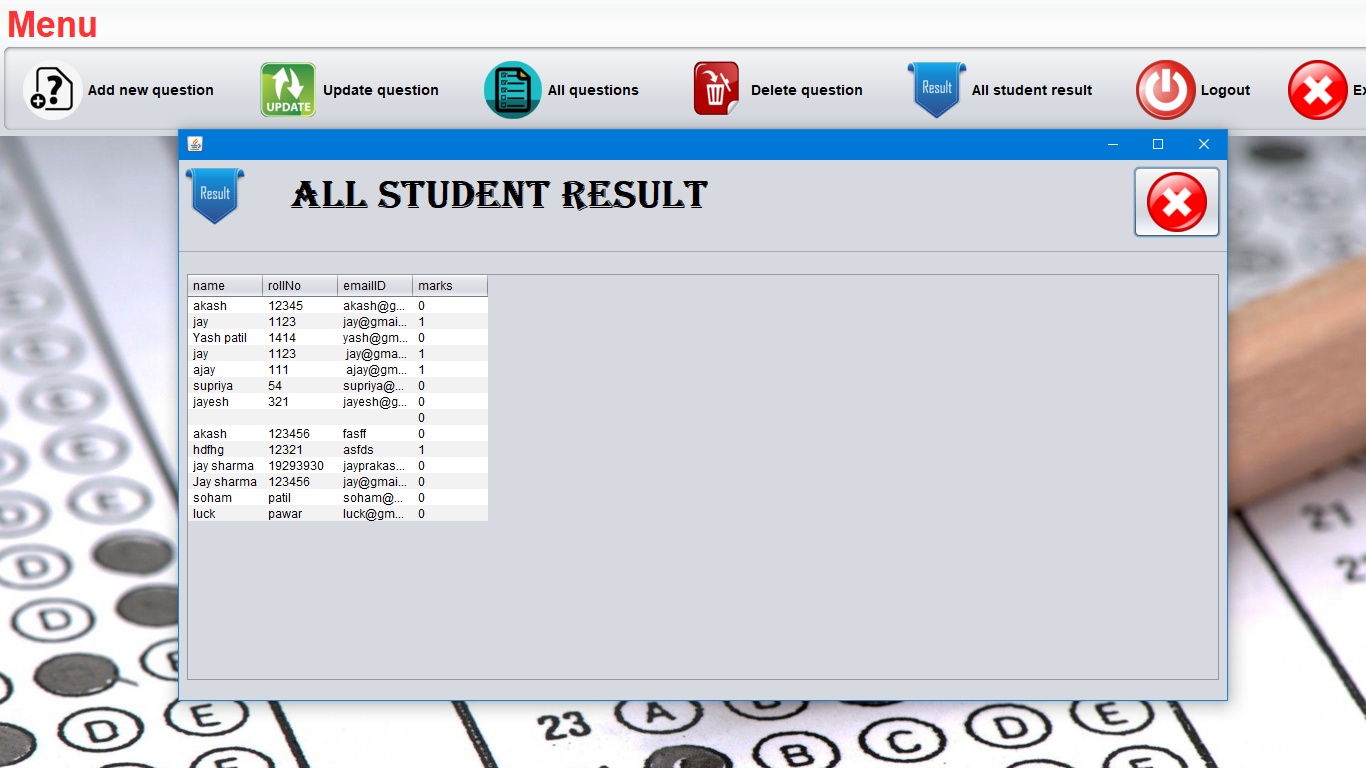 Menu
Add new question UPDATE Update question All questions Delete question Result All student result Logout Ex
Result ALL STUDENT RESULT
name rollNo emailID marks
akash 12345 akash@g... 0
jay 1123 jay@gmai... 1
Yash patil 1414 yash@gm... 0
jay 1123 jay@gma... 1
ajay 111 ajay@gm... 1
supriya 54 supriya@... 0
jayesh 321 jayesh@g... 0
0
akash 123456 fasff 0
hdfhg 12321 asfds 1
jay sharma 19293930 jayprakas... 0
Jay sharma 123456 jay@gmai... 0
soham patil soham@... 0
luck pawar luck@gm... 0
21
D
D
D E
23 A
B C D E